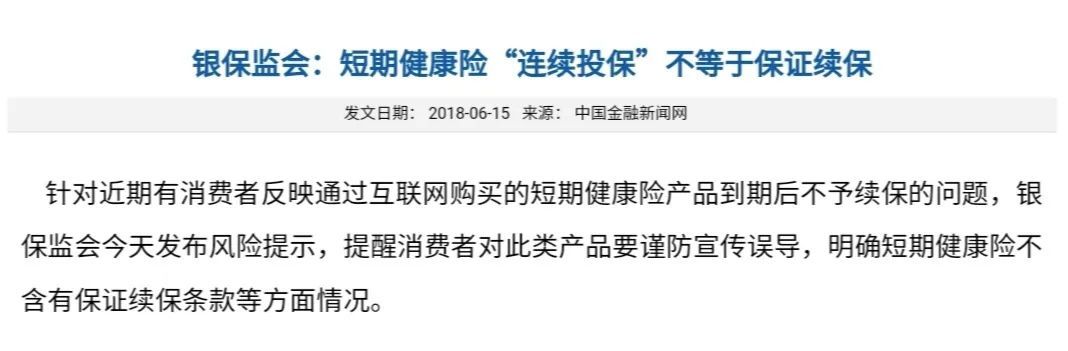 银保监会：短期健康险“连续投保”不等于保证续保
发文日期： 2018-06-15 来源： 中国金融新闻网
针对近期有消费者反映通过互联网购买的短期健康险产品到期后不予续保的问题，银
保监会今天发布风险提示，提醒消费者对此类产品要谨防宣传误导，明确短期健康险不
含有保证续保条款等方面情况。